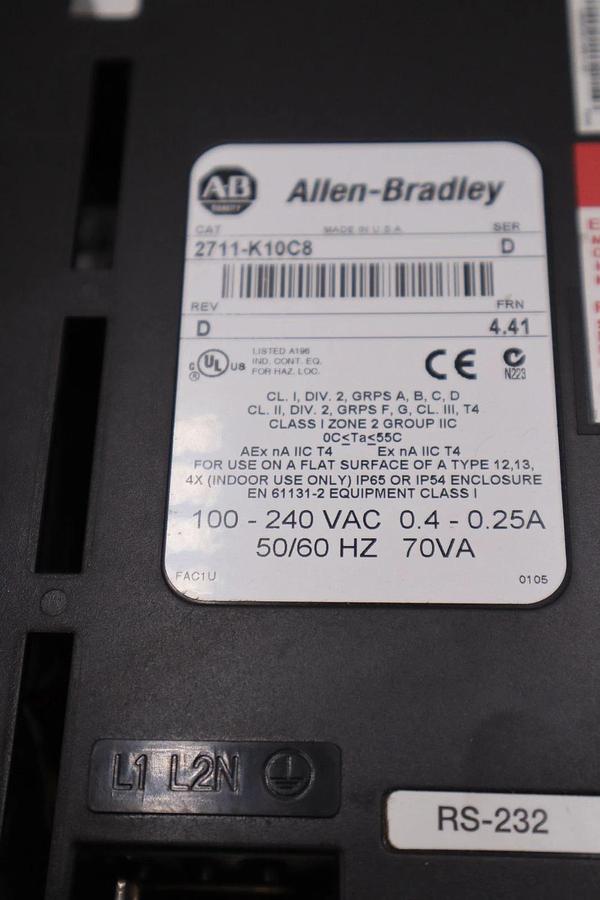 AB
Allen-Bradley
CAT
MADE IN U.S.A.
SER
2711-K10C8
D
REV
FRN
D
4.41
C UL US
LISTED A196
IND. CONT. EQ.
FOR HAZ. LOC.
CE
N223
CL. I, DIV. 2, GRPS A, B, C, D
CL. II, DIV. 2, GRPS F, G, CL. III, T4
CLASS I ZONE 2 GROUP IIC
0C≤Ta≤55C
AEx nA IIC T4 Ex nA IIC T4
FOR USE ON A FLAT SURFACE OF A TYPE 12,13,
4X (INDOOR USE ONLY) IP65 OR IP54 ENCLOSURE
EN 61131-2 EQUIPMENT CLASS I
100 - 240 VAC 0.4 - 0.25A
50/60 HZ 70VA
FAC1U
0105
L1 L2N
RS-232